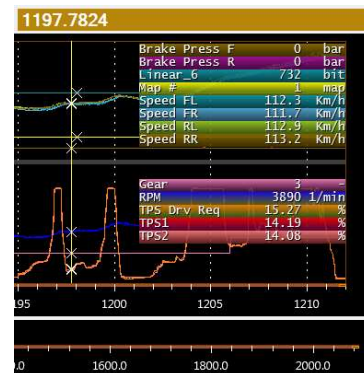 1197.7824
Brake Press F 0 bar
Brake Press R 0 bar
Linear_6 732 bit
Map # 1 map
Speed FL 112.3 Km/h
Speed FR 111.7 Km/h
Speed RL 112.9 Km/h
Speed RR 113.2 Km/h
Gear 3 -
RPM 3890 1/min
TPS Drv Req 15.27 %
TPS1 14.19 %
TPS2 14.08 %
195 1200 1205 1210
.0 1600.0 1800.0 2000.0